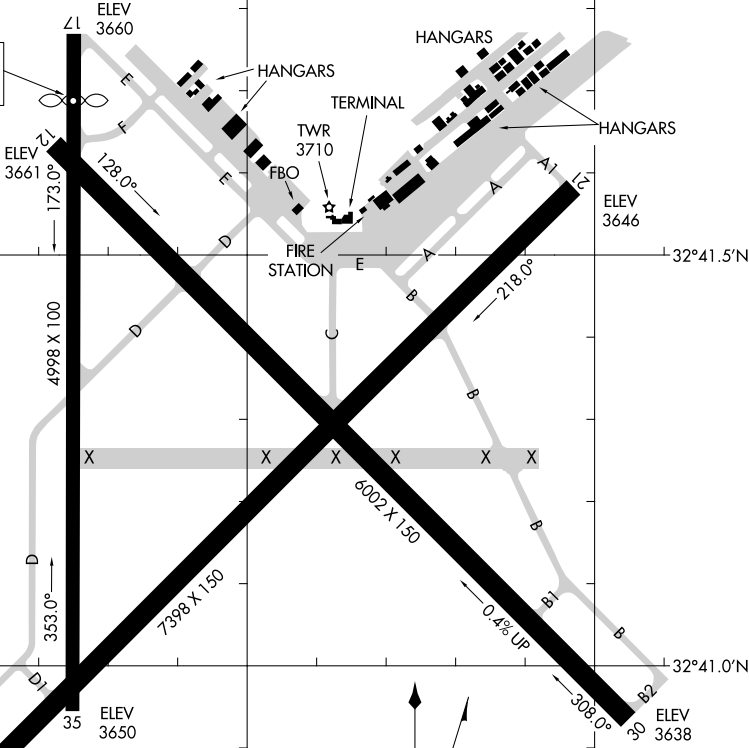 17
ELEV
3660
HANGARS
HANGARS
TERMINAL
TWR
3710
HANGARS
FBO
E
F
E
12
ELEV
3661
128.0°
173.0°
A1
A
21
ELEV
3646
D
FIRE
STATION
E
A
B
32°41.5'N
218.0°
C
D
B
4998 X 100
X
X
X
X
X
X
6002 X 150
B
D
353.0°
7398 X 150
B1
0.4% UP
B
32°41.0'N
D1
B2
308.0°
35
ELEV
3650
30
ELEV
3638